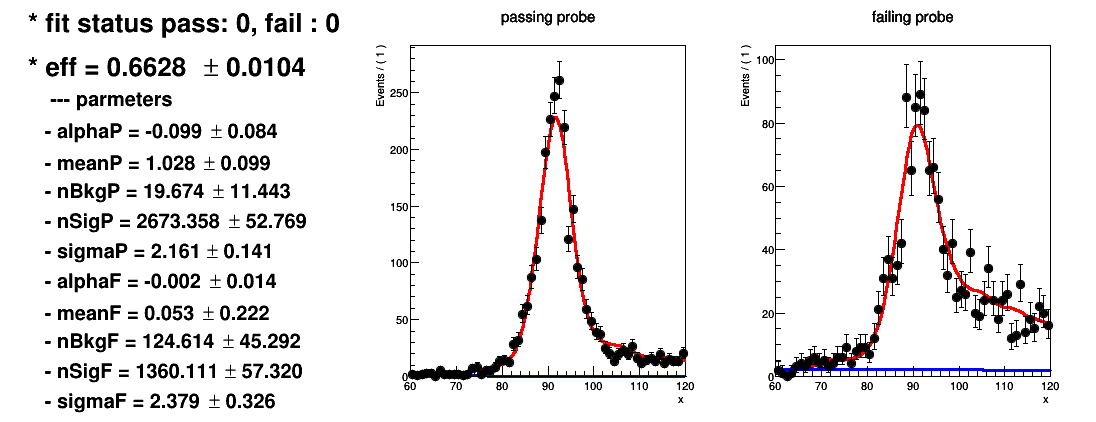 * fit status pass: 0, fail : 0
* eff = 0.6628 ± 0.0104
--- parmeters
- alphaP = -0.099 ± 0.084
- meanP = 1.028 ± 0.099
- nBkgP = 19.674 ± 11.443
- nSigP = 2673.358 ± 52.769
- sigmaP = 2.161 ± 0.141
- alphaF = -0.002 ± 0.014
- meanF = 0.053 ± 0.222
- nBkgF = 124.614 ± 45.292
- nSigF = 1360.111 ± 57.320
- sigmaF = 2.379 ± 0.326
passing probe
Events / ( 1 )
250
200
150
100
50
0
60 70 80 90 100 110 120
x
failing probe
Events / ( 1 )
100
80
60
40
20
0
60 70 80 90 100 110 120
x